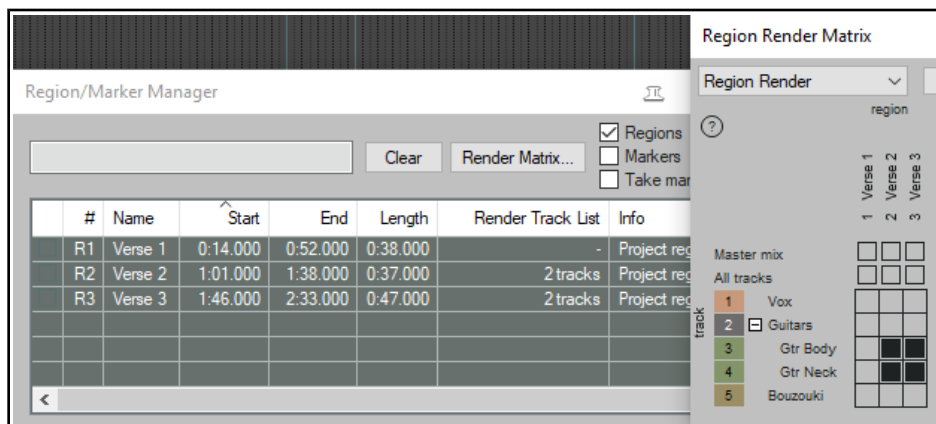 Region Render Matrix
Region/Marker Manager
Region Render
region
Clear
Render Matrix...
Regions
Markers
Take mar
# Name Start End Length Render Track List Info
R1 Verse 1 0:14.000 0:52.000 0:38.000 - Project reg
R2 Verse 2 1:01.000 1:38.000 0:37.000 2 tracks Project reg
R3 Verse 3 1:46.000 2:33.000 0:47.000 2 tracks Project reg
1 Verse 1
2 Verse 2
3 Verse 3
Master mix
All tracks
track
1 Vox
2 Guitars
3 Gtr Body
4 Gtr Neck
5 Bouzouki